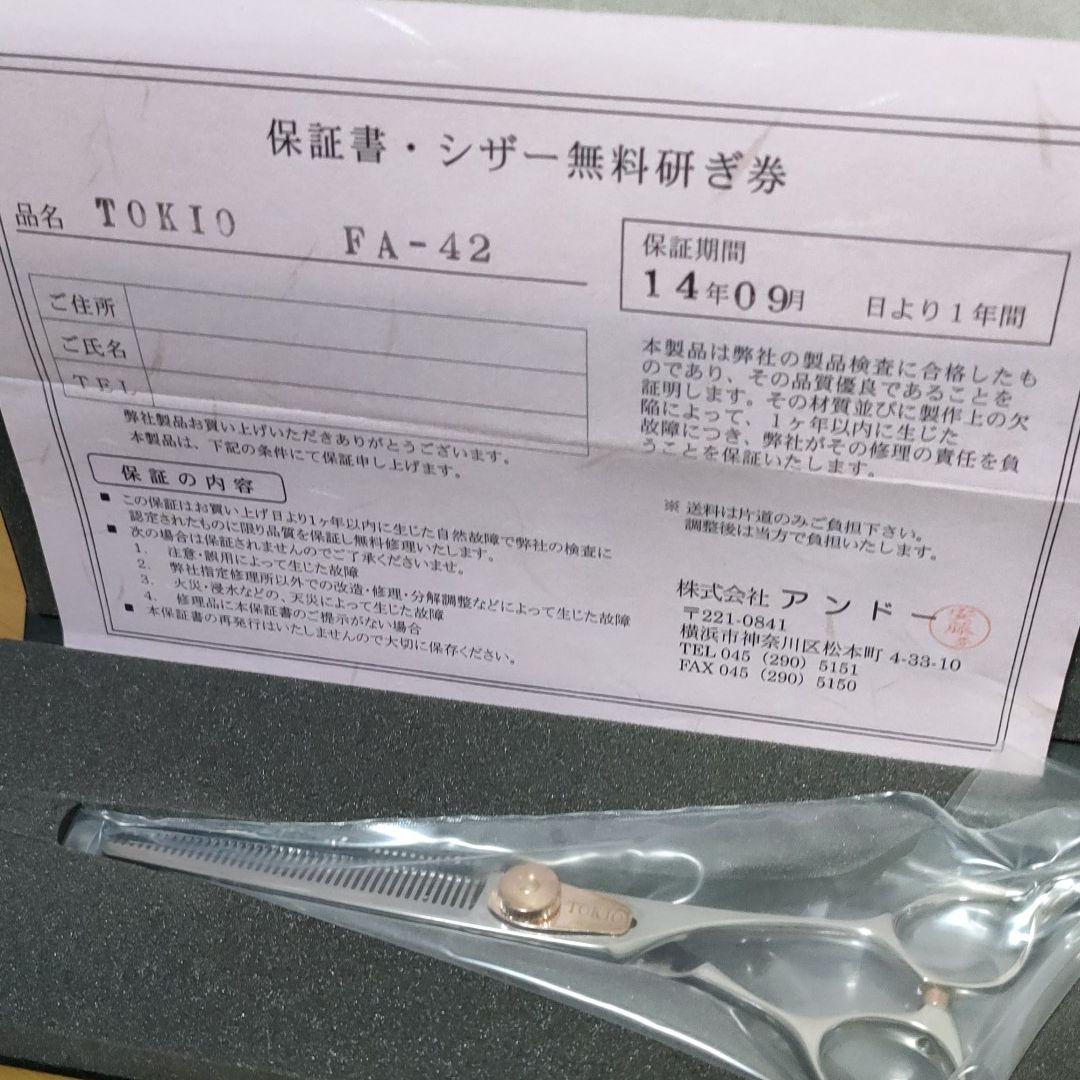 保証書・シザー無料研ぎ券
品名 TOKIO FA-42
保証期間
14年09月 日より1年間
ご住所
ご氏名
TEL
弊社製品お買い上げいただきありがとうございます。
本製品は、下記の条件にて保証申し上げます。
本製品は弊社の製品検査に合格したも
のであり、その品質優良であることを
証明します。その材質並びに製作上の欠
陥によって、1ヶ年以内に生じた
故障につき、弊社がその修理の責任を負
うことを保証いたします。
保証の内容
■ この保証はお買い上げ日より1ヶ年以内に生じた自然故障で弊社の検査に
認定されたものに限り品質を保証し無料修理いたします。
■ 次の場合は保証されませんのでご了承くださいませ。
1. 注意・誤用によって生じた故障
2. 弊社指定修理所以外での改造・修理・分解調整などによって生じた故障
3. 火災・浸水などの、天災によって生じた故障
4. 修理品に本保証書のご提示がない場合
■ 本保証書の再発行はいたしませんので大切に保存ください。
※ 送料は片道のみご負担下さい。
調整後は当方で負担いたします。
株式会社 アンドー
〒221-0841
横浜市神奈川区松本町 4-33-10
TEL 045 (290) 5151
FAX 045 (290) 5150
TOKIO